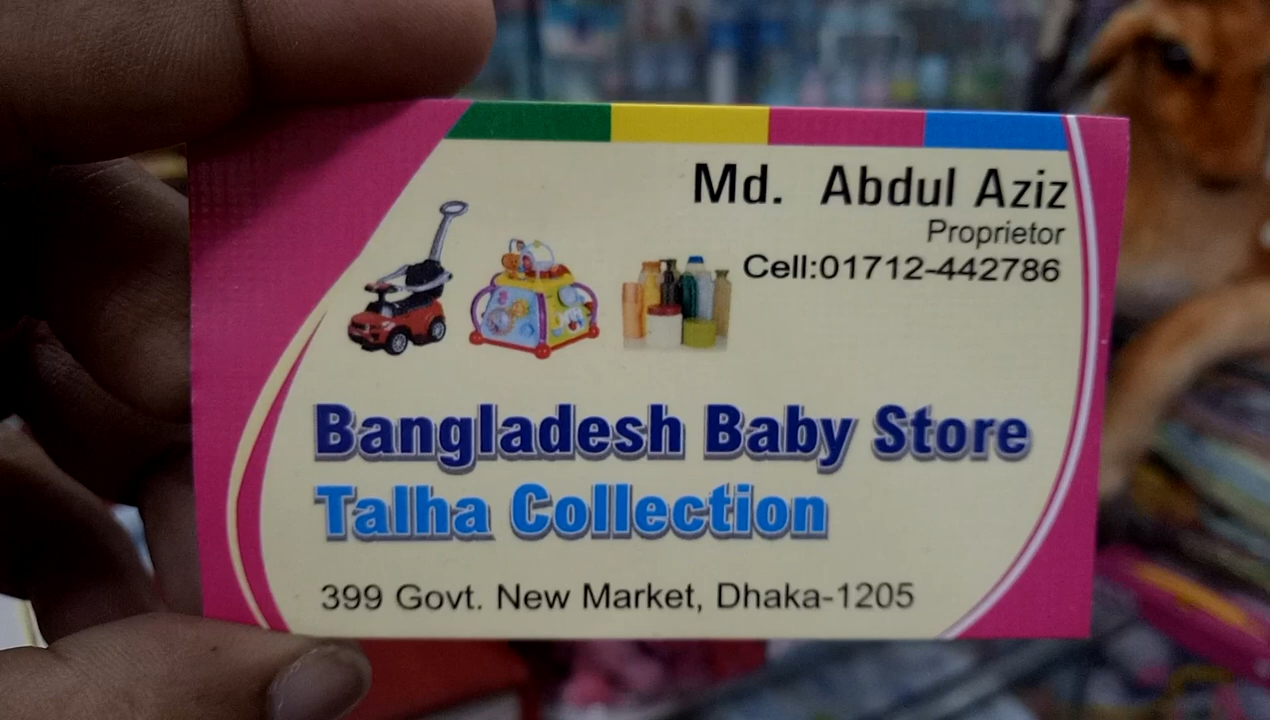 Md. Abdul Aziz
Proprietor
Cell:01712-442786
Bangladesh Baby Store
Talha Collection
399 Govt. New Market, Dhaka-1205